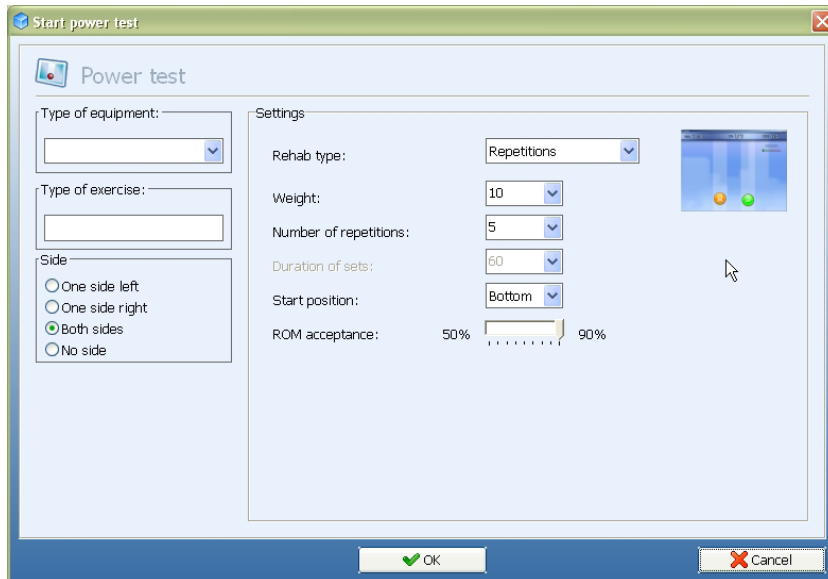 Start power test
Power test
Type of equipment:
Type of exercise:
Side
One side left
One side right
Both sides
No side
Settings
Rehab type: Repetitions
Weight: 10
Number of repetitions: 5
Duration of sets: 60
Start position: Bottom
ROM acceptance: 50% 90%
OK
Cancel